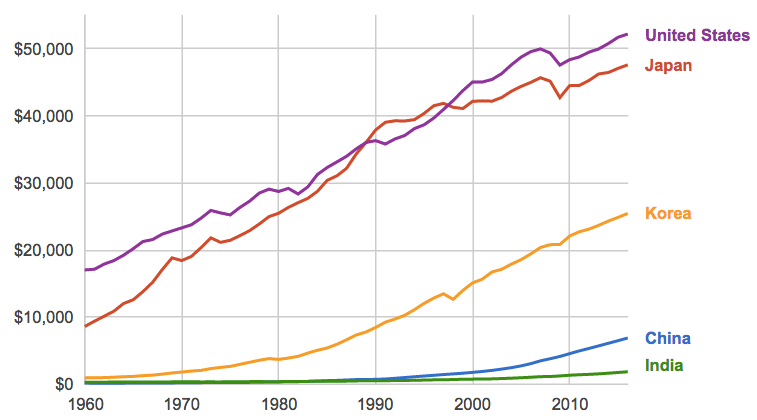 United States
$50,000
Japan
$40,000
$30,000
Korea
$20,000
$10,000
China
India
$0
1960 1970 1980 1990 2000 2010